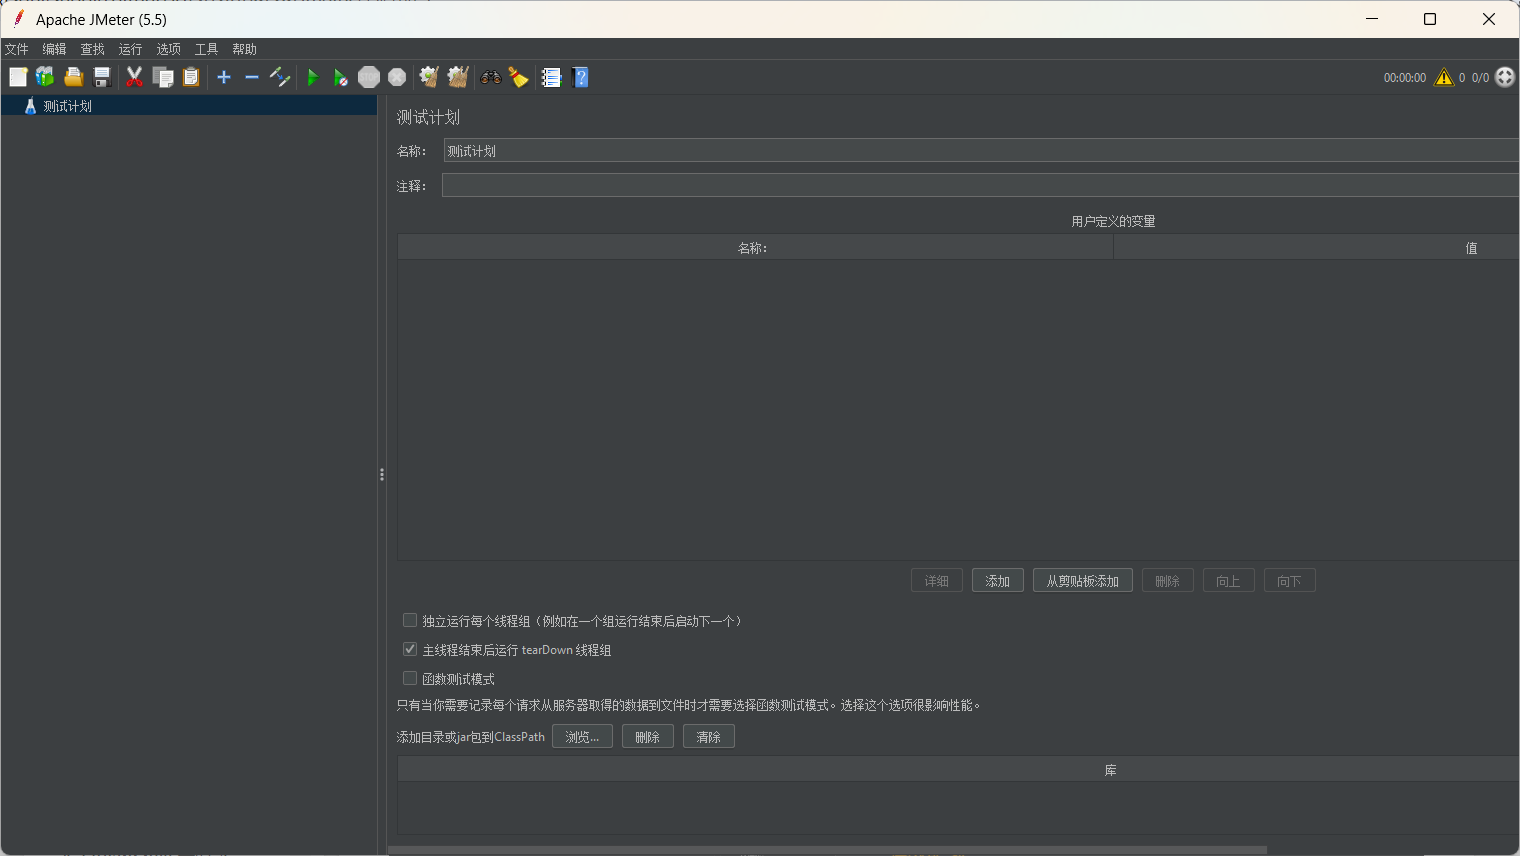 Apache JMeter (5.5)
文件 编辑 查找 运行 选项 工具 帮助
STOP
00:00:00 0 0/0
测试计划
测试计划
名称： 测试计划
注释：
用户定义的变量
名称： 值
详细 添加 从剪贴板添加 删除 向上 向下
独立运行每个线程组（例如在一个组运行结束后启动下一个）
主线程结束后运行 tearDown 线程组
函数测试模式
只有当你需要记录每个请求从服务器取得的数据到文件时才需要选择函数测试模式。选择这个选项很影响性能。
添加目录或jar包到ClassPath 浏览... 删除 清除
库